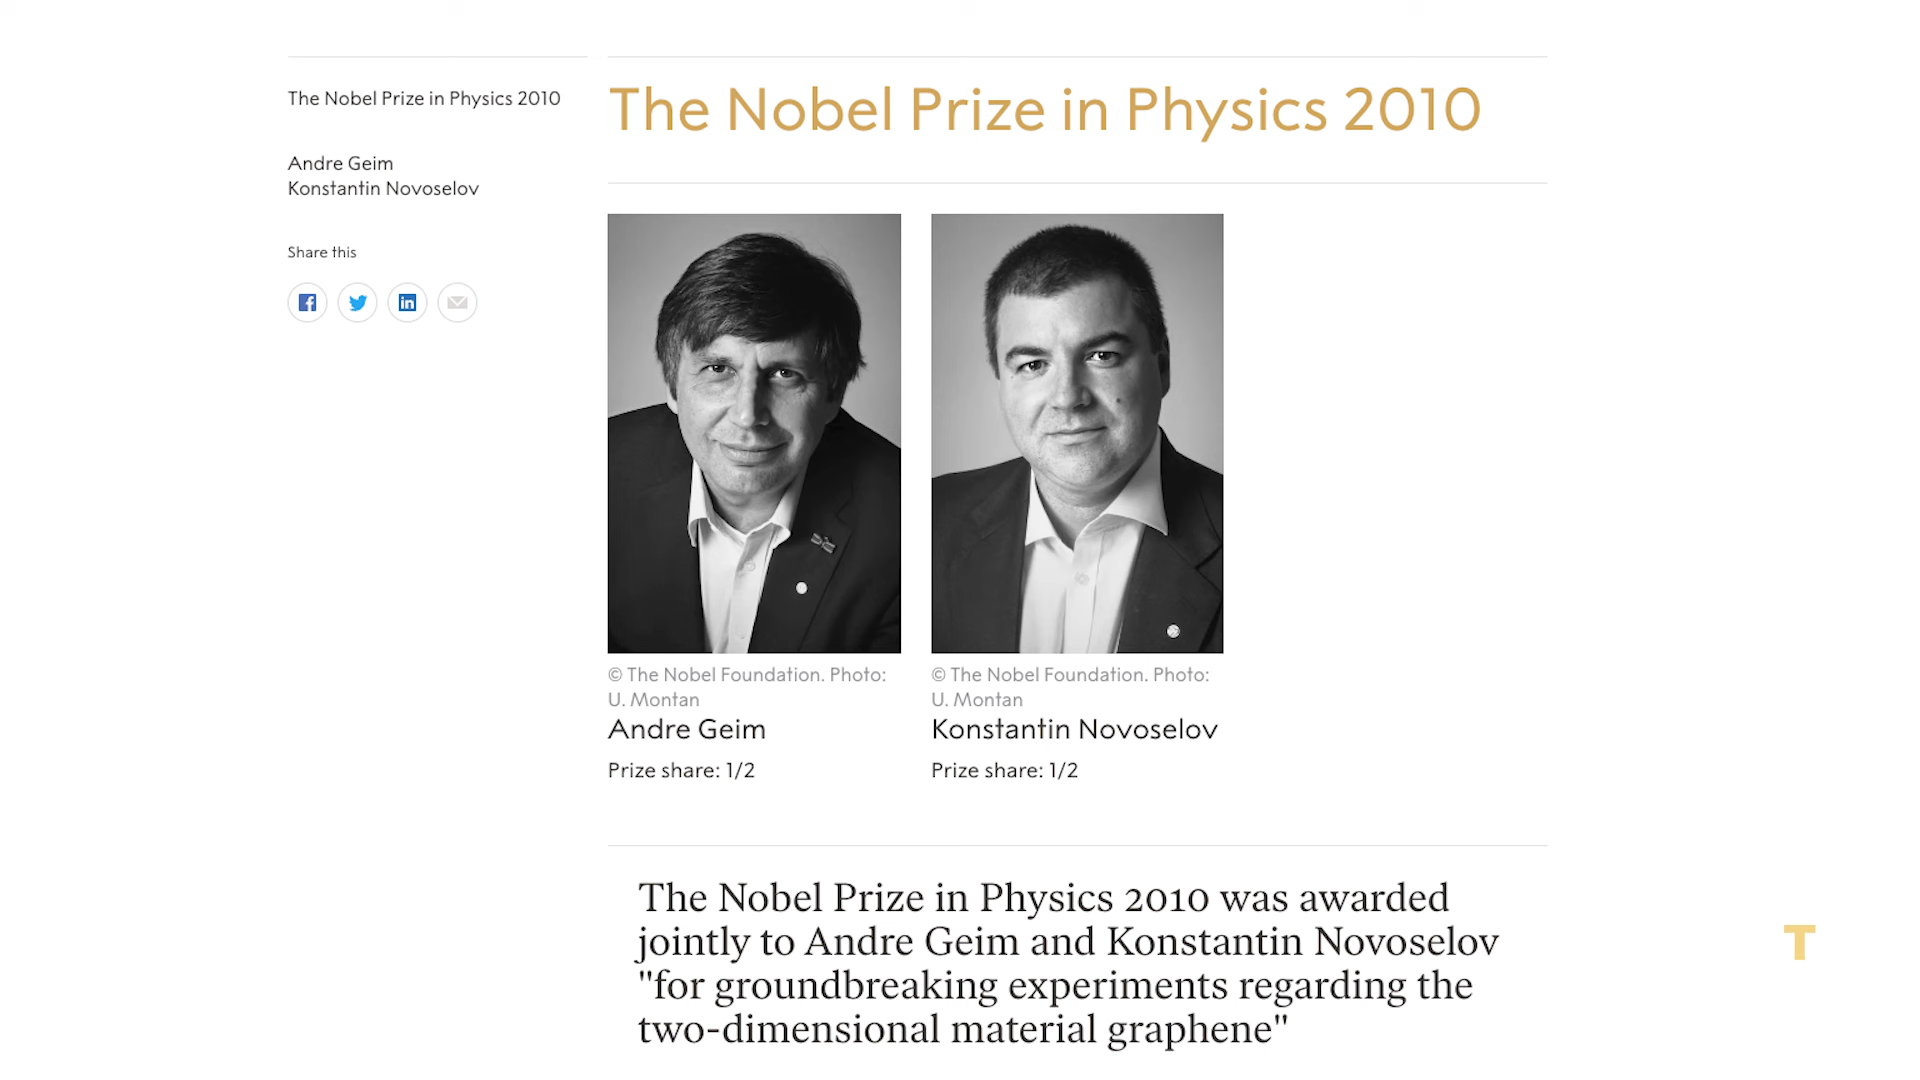 The Nobel Prize in Physics 2010
Andre Geim
Konstantin Novoselov
Share this
The Nobel Prize in Physics 2010
© The Nobel Foundation. Photo:
U. Montan
Andre Geim
Prize share: 1/2
© The Nobel Foundation. Photo:
U. Montan
Konstantin Novoselov
Prize share: 1/2
The Nobel Prize in Physics 2010 was awarded
jointly to Andre Geim and Konstantin Novoselov
"for groundbreaking experiments regarding the
two-dimensional material graphene"
T